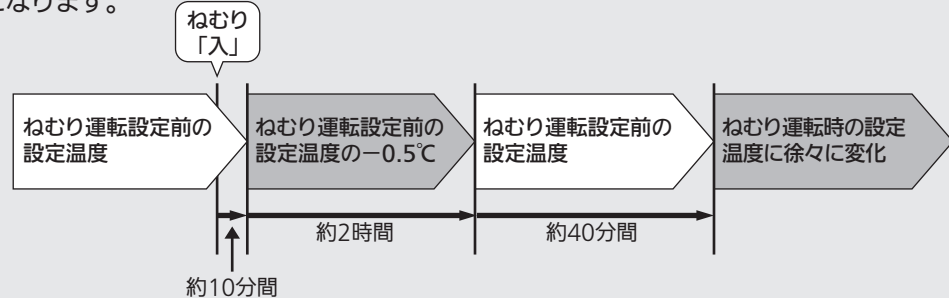 になります。
ねむり
「入」
ねむり運転設定前の
設定温度
ねむり運転設定前の
設定温度の－0.5℃
ねむり運転設定前の
設定温度
ねむり運転時の設定
温度に徐々に変化
約2時間
約40分間
約10分間